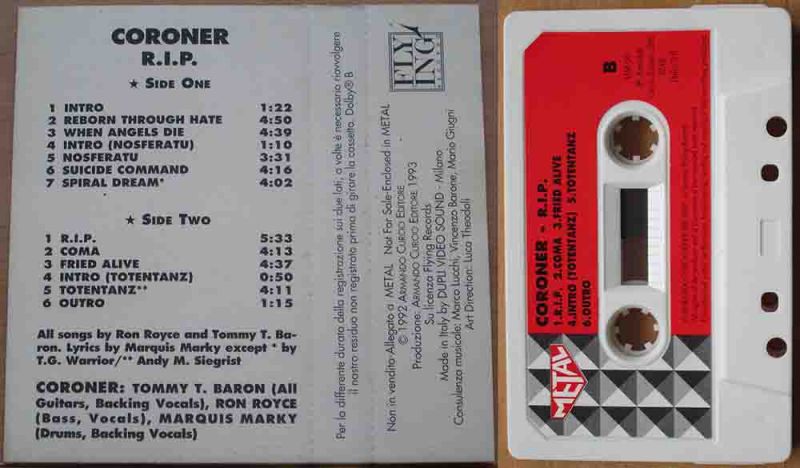 CORONER
R.I.P.
★ SIDE ONE
1 INTRO 1:22
2 REBORN THROUGH HATE 4:50
3 WHEN ANGELS DIE 4:39
4 INTRO (NOSFERATU) 1:10
5 NOSFERATU 3:31
6 SUICIDE COMMAND 4:16
7 SPIRAL DREAM* 4:02
★ SIDE TWO
1 R.I.P. 5:33
2 COMA 4:13
3 FRIED ALIVE 4:37
4 INTRO (TOTENTANZ) 0:50
5 TOTENTANZ** 4:11
6 OUTRO 1:15
All songs by Ron Royce and Tommy T. Ba-
ron. Lyrics by Marquis Marky except * by
T.G. Warrior/** Andy M. Siegrist
CORONER: TOMMY T. BARON (All
Guitars, Backing Vocals), RON ROYCE
(Bass, Vocals), MARQUIS MARKY
(Drums, Backing Vocals)
Per la differente durata della registrazione sui due lati, a volte è necessario riavvolgere
il nostro residuo non registrato prima di girare la cassetta. Dolby® B
FLY
ING
Non in vendita Allegato a METAL Not For Sale-Enclosed in METAL
© 1992 ARMANDO CURCIO EDITORE
Produzione: ARMANDO CURCIO EDITORE 1993
Su licenza Flying Records
Made in Italy by DUPLI VIDEO SOUND - Milano
Consulenza musicale: Marco Lucchi, Vincenzo Barone, Mario Giugni
Art Direction: Luca Theodoli
B
CORONER - R.I.P.
1.R.I.P. 2.COMA 3.FRIED ALIVE
4.INTRO (TOTENTANZ) 5.TOTENTANZ
6.OUTRO
METAL